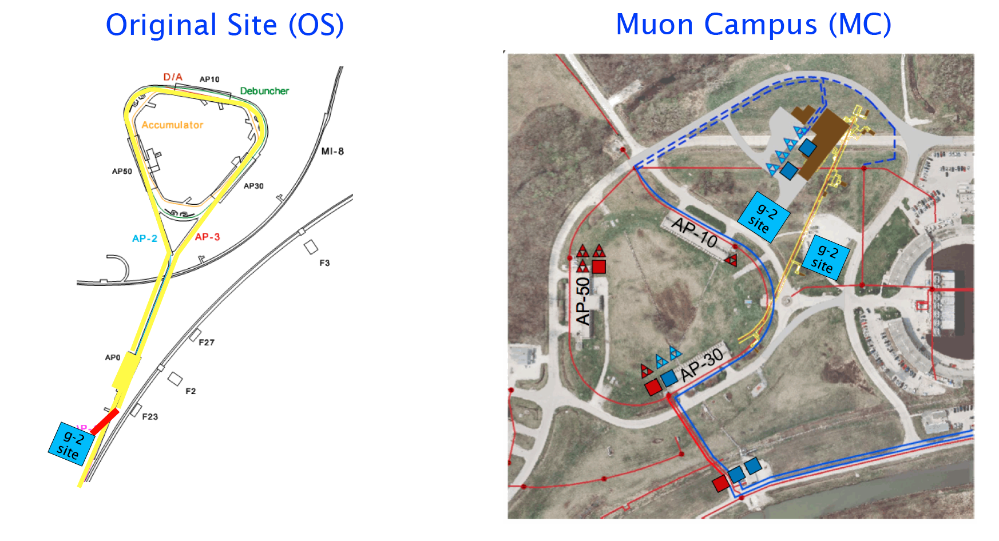 Original Site (OS)
Muon Campus (MC)
D/A
AP10
Debuncher
Accumulator
MI-8
AP50
AP30
AP-2
AP-3
F3
F27
AP0
F2
F23
g-2
site
g-2
site
g-2
site
AP-10
AP-50
AP-30